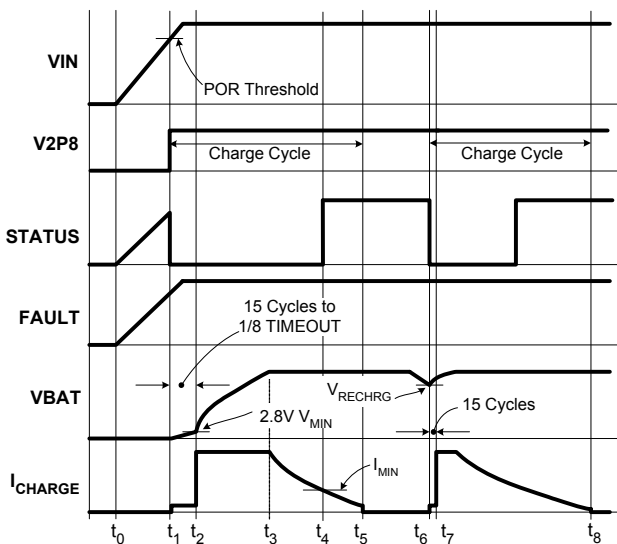 VIN
POR Threshold
V2P8
Charge Cycle
Charge Cycle
STATUS
FAULT
15 Cycles to
1/8 TIMEOUT
VBAT
VRECHRG
2.8V VMIN
15 Cycles
ICHARGE
IMIN
t0 t1 t2 t3 t4 t5 t6 t7 t8